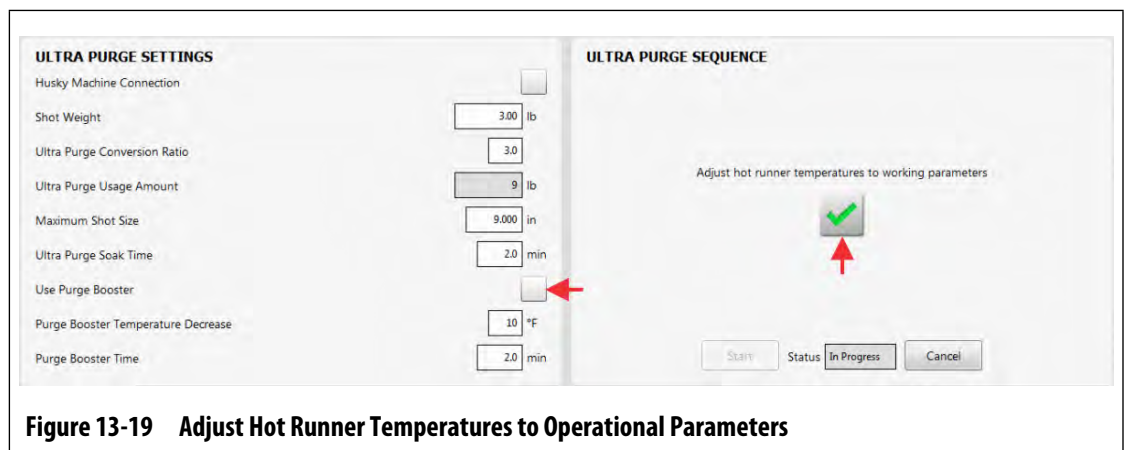 ULTRA PURGE SETTINGS
Husky Machine Connection
Shot Weight 3.00 lb
Ultra Purge Conversion Ratio 3.0
Ultra Purge Usage Amount 9 lb
Maximum Shot Size 9.000 in
Ultra Purge Soak Time 2.0 min
Use Purge Booster
Purge Booster Temperature Decrease 10 °F
Purge Booster Time 2.0 min
ULTRA PURGE SEQUENCE
Adjust hot runner temperatures to working parameters
Start Status In Progress Cancel
Figure 13-19 Adjust Hot Runner Temperatures to Operational Parameters